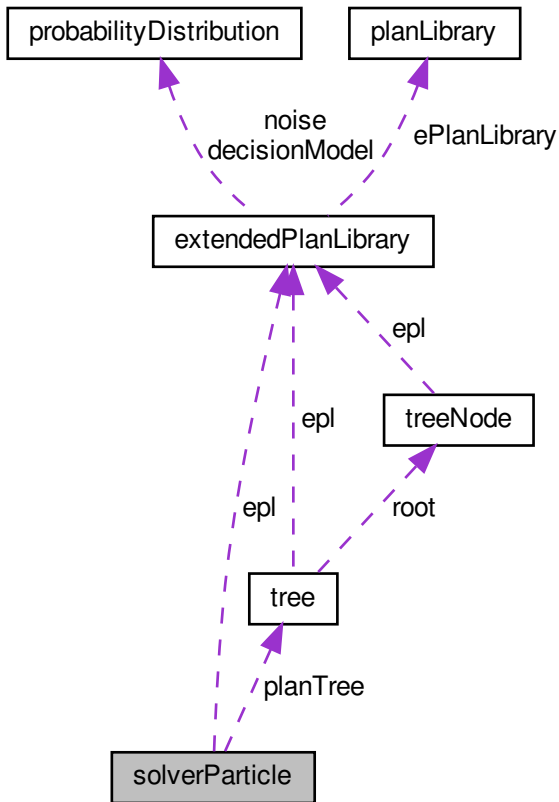 probabilityDistribution
planLibrary
noise
decisionModel
ePlanLibrary
extendedPlanLibrary
epl
treeNode
epl
epl
root
tree
planTree
solverParticle